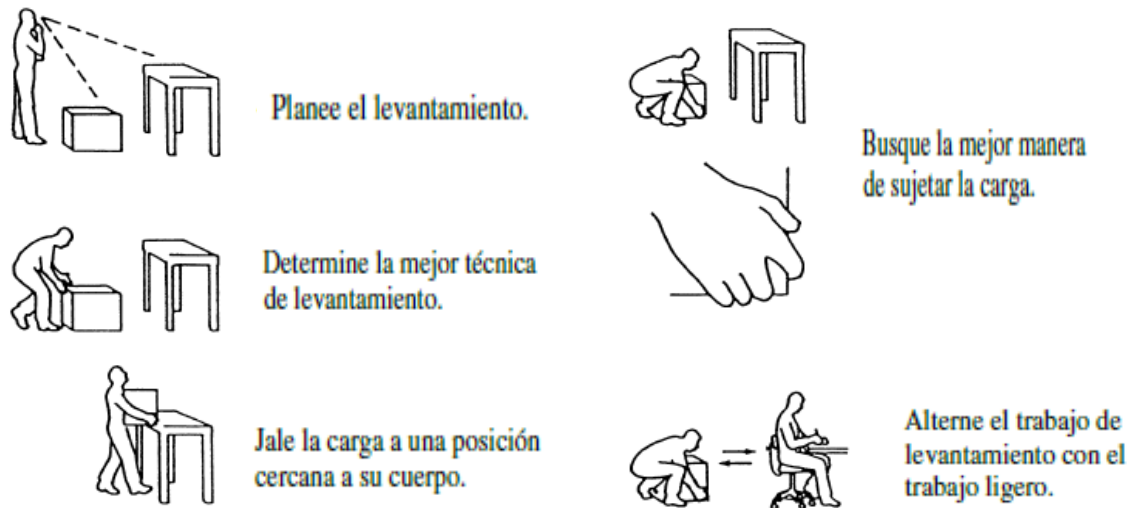 Planee el levantamiento.
Determine la mejor técnica
de levantamiento.
Jale la carga a una posición
cercana a su cuerpo.
Busque la mejor manera
de sujetar la carga.
Alterne el trabajo de
levantamiento con el
trabajo ligero.